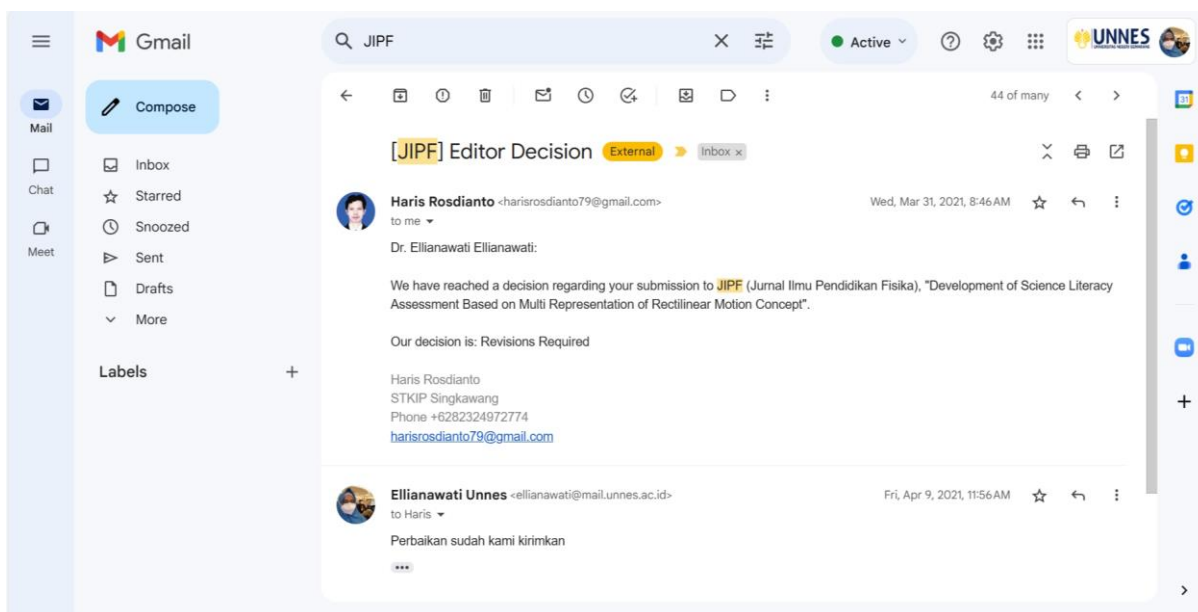 Gmail
JIPF
Active
UNNES
Mail
Compose
44 of many
[JIPF] Editor Decision External Inbox ×
Inbox
Chat
Starred
Snoozed
Meet
Sent
Drafts
More
Labels
Haris Rosdianto <harisrosdianto79@gmail.com> Wed, Mar 31, 2021, 8:46 AM
to me
Dr. Ellianawati Ellianawati:
We have reached a decision regarding your submission to JIPF (Jurnal Ilmu Pendidikan Fisika), "Development of Science Literacy
Assessment Based on Multi Representation of Rectilinear Motion Concept".
Our decision is: Revisions Required
Haris Rosdianto
STKIP Singkawang
Phone +6282324972774
harisrosdianto79@gmail.com
Ellianawati Unnes <ellianawati@mail.unnes.ac.id> Fri, Apr 9, 2021, 11:56 AM
to Haris
Perbaikan sudah kami kirimkan
31